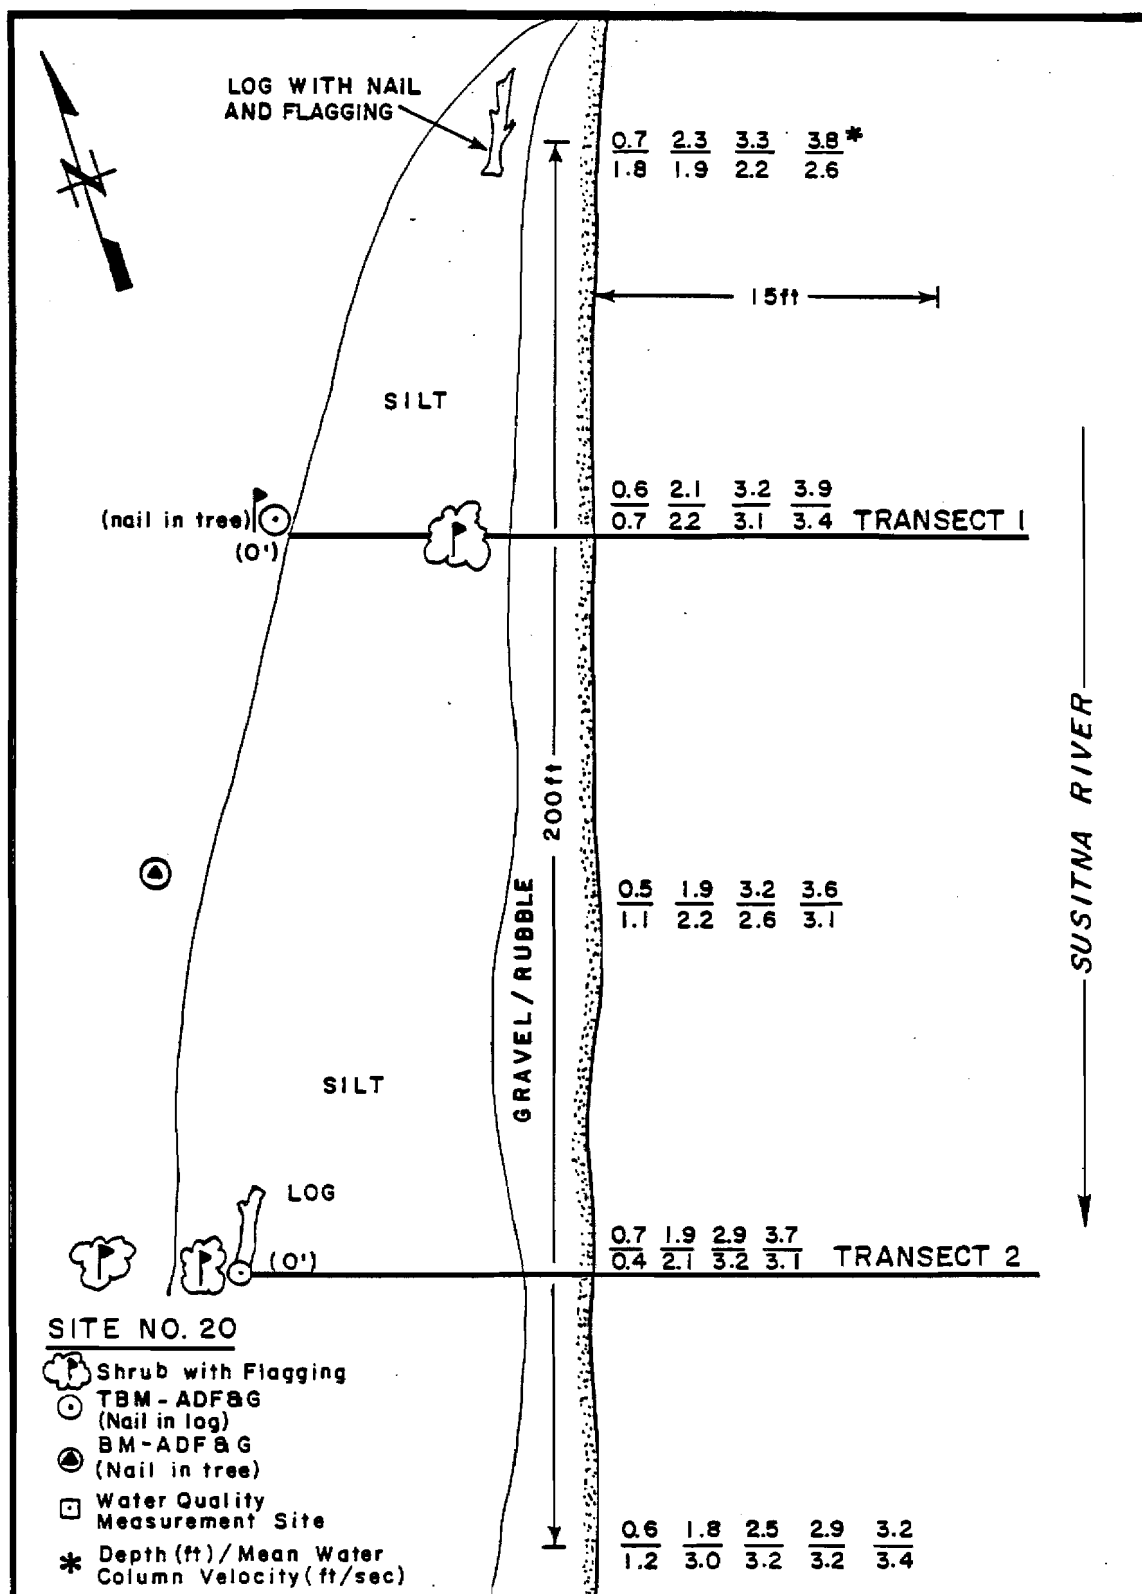 LOG WITH NAIL
AND FLAGGING
0.7 2.3 3.3 3.8*
1.8 1.9 2.2 2.6
15ft
SILT
0.6 2.1 3.2 3.9
0.7 2.2 3.1 3.4 TRANSECT 1
(nail in tree)
(0')
200ft
SUSITNA RIVER
GRAVEL/RUBBLE
0.5 1.9 3.2 3.6
1.1 2.2 2.6 3.1
SILT
LOG
0.7 1.9 2.9 3.7
0.4 2.1 3.2 3.1 TRANSECT 2
(0')
SITE NO. 20
Shrub with Flagging
TBM-ADF&G
(Nail in log)
BM-ADF&G
(Nail in tree)
Water Quality
Measurement Site
* Depth (ft) / Mean Water
Column Velocity (ft/sec)
0.6 1.8 2.5 2.9 3.2
1.2 3.0 3.2 3.2 3.4
N